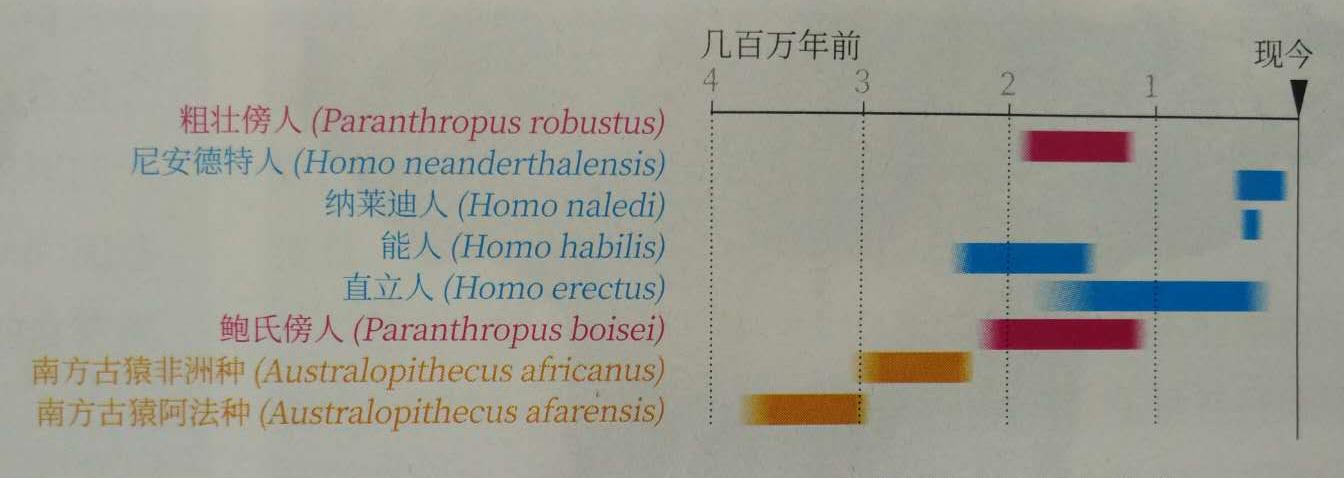 几百万年前 现今
4 3 2 1
粗壮傍人 (Paranthropus robustus)
尼安德特人 (Homo neanderthalensis)
纳莱迪人 (Homo naledi)
能人 (Homo habilis)
直立人 (Homo erectus)
鲍氏傍人 (Paranthropus boisei)
南方古猿非洲种 (Australopithecus africanus)
南方古猿阿法种 (Australopithecus afarensis)